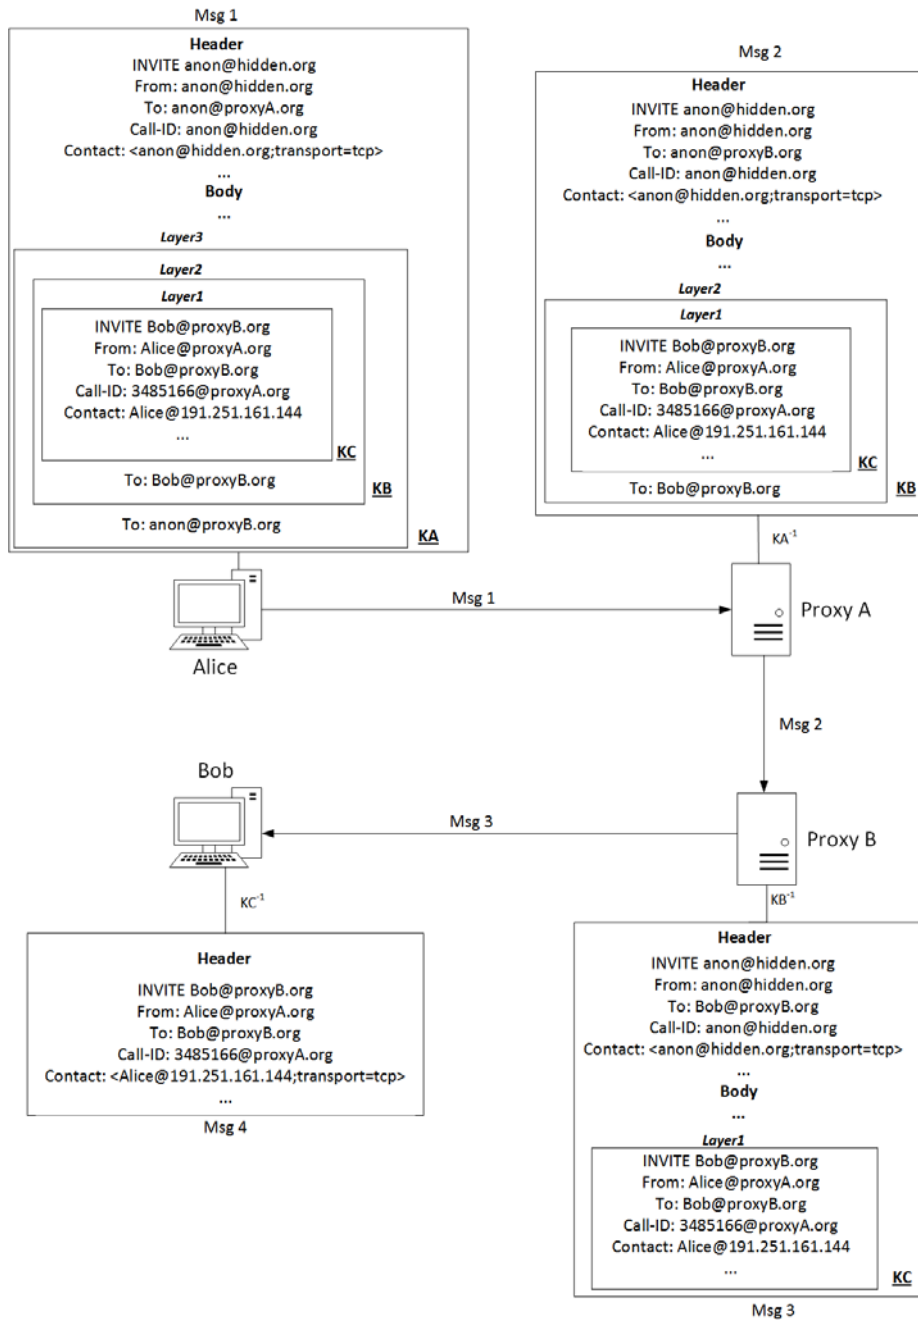 Msg 1
Header
INVITE anon@hidden.org
From: anon@hidden.org
To: anon@proxyA.org
Call-ID: anon@hidden.org
Contact: <anon@hidden.org;transport=tcp>
...
Body
...
Layer3
Layer2
Layer1
INVITE Bob@proxyB.org
From: Alice@proxyA.org
To: Bob@proxyB.org
Call-ID: 3485166@proxyA.org
Contact: Alice@191.251.161.144
...
KC
To: Bob@proxyB.org
KB
To: anon@proxyB.org
KA
Msg 2
Header
INVITE anon@hidden.org
From: anon@hidden.org
To: anon@proxyB.org
Call-ID: anon@hidden.org
Contact: <anon@hidden.org;transport=tcp>
...
Body
...
Layer2
Layer1
INVITE Bob@proxyB.org
From: Alice@proxyA.org
To: Bob@proxyB.org
Call-ID: 3485166@proxyA.org
Contact: Alice@191.251.161.144
...
KC
To: Bob@proxyB.org
KB
KA⁻¹
Msg 1
Proxy A
Alice
Msg 2
Bob
Msg 3
Proxy B
KC⁻¹
KB⁻¹
Header
INVITE Bob@proxyB.org
From: Alice@proxyA.org
To: Bob@proxyB.org
Call-ID: 3485166@proxyA.org
Contact: <Alice@191.251.161.144;transport=tcp>
...
Msg 4
Header
INVITE anon@hidden.org
From: anon@hidden.org
To: Bob@proxyB.org
Call-ID: anon@hidden.org
Contact: <anon@hidden.org;transport=tcp>
...
Body
...
Layer1
INVITE Bob@proxyB.org
From: Alice@proxyA.org
To: Bob@proxyB.org
Call-ID: 3485166@proxyA.org
Contact: Alice@191.251.161.144
...
KC
Msg 3